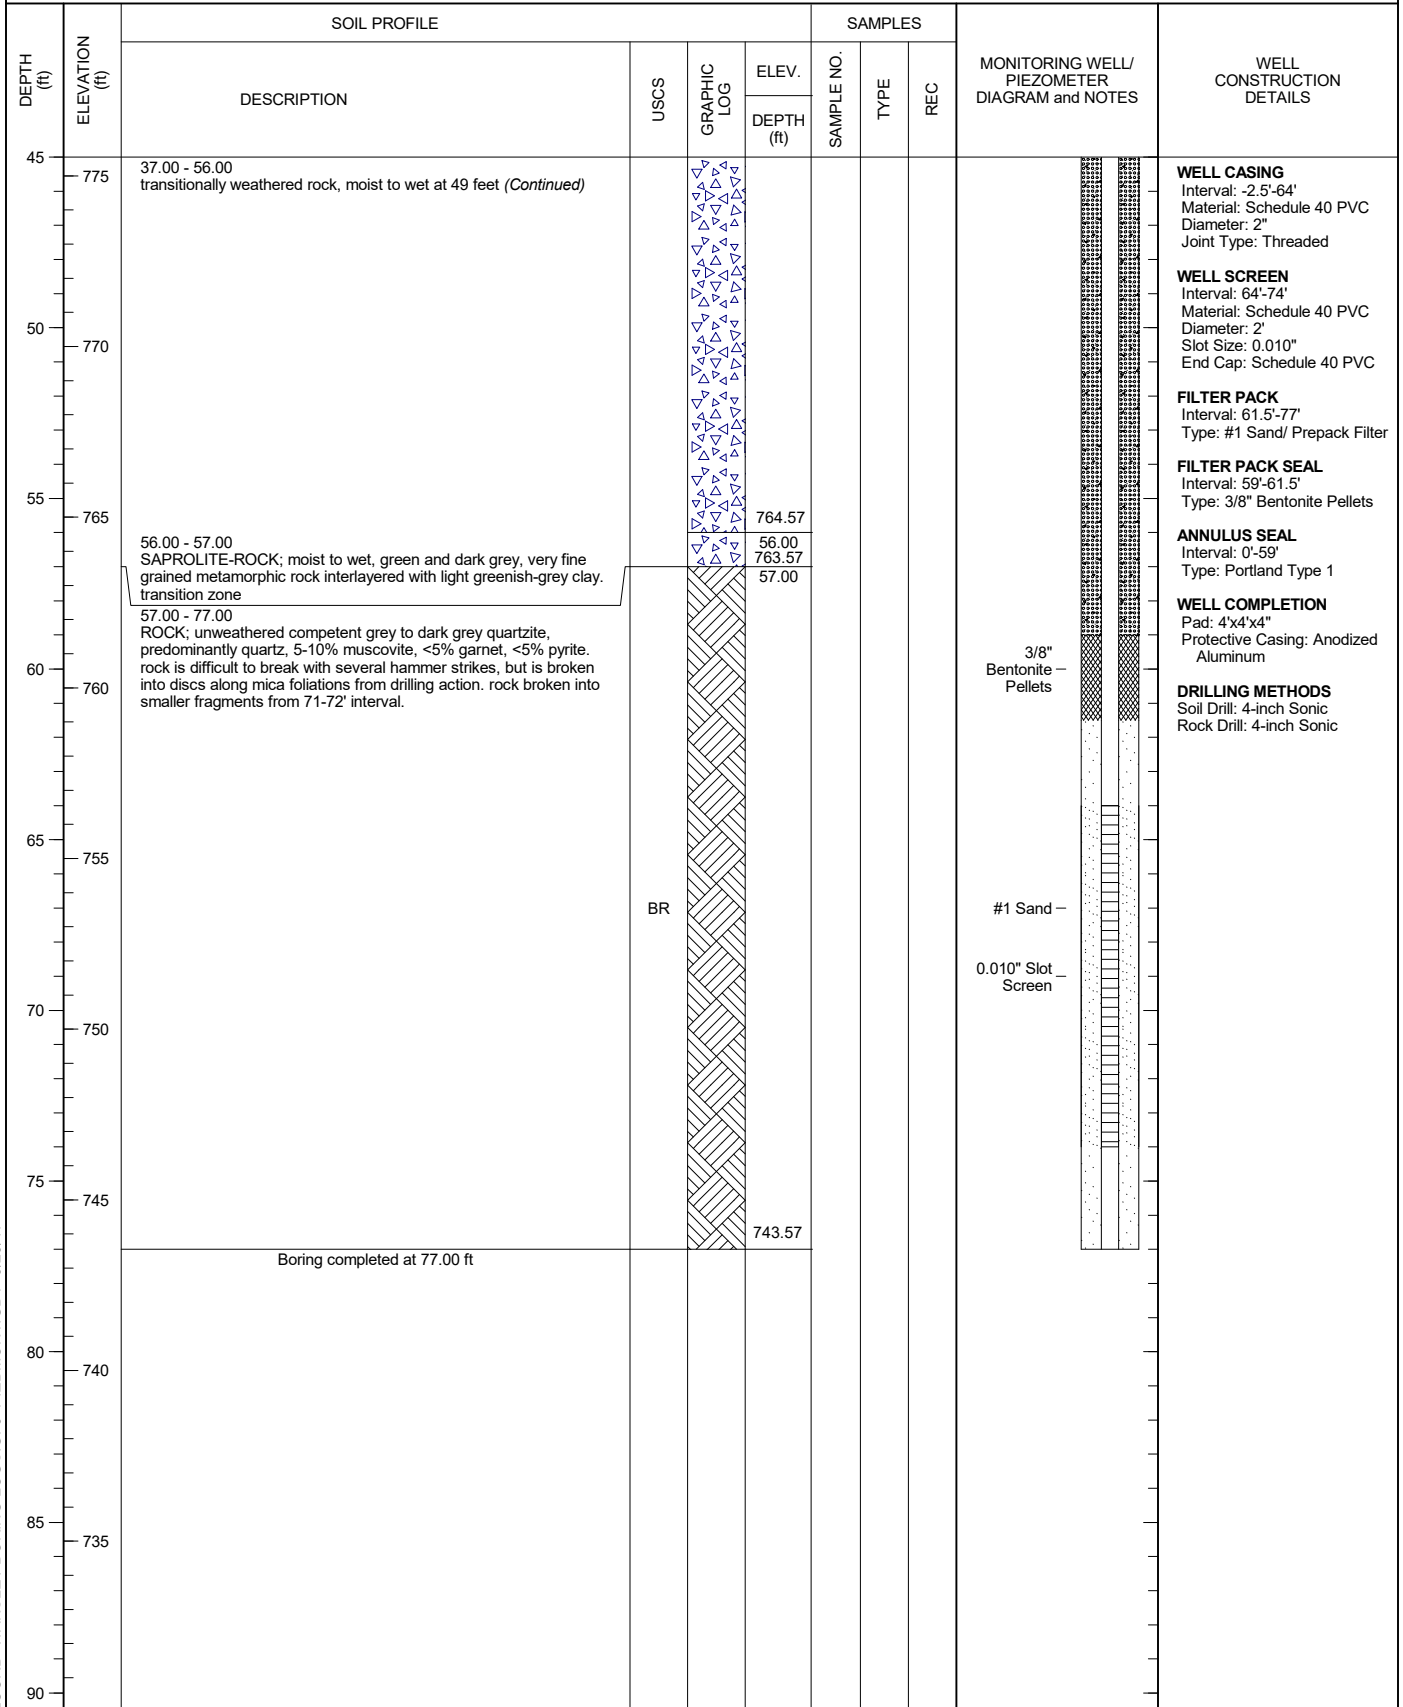 SOIL PROFILE
SAMPLES
DEPTH
(ft)
ELEVATION
(ft)
DESCRIPTION
USCS
GRAPHIC
LOG
ELEV.
DEPTH
(ft)
SAMPLE NO.
TYPE
REC
MONITORING WELL/
PIEZOMETER
DIAGRAM and NOTES
WELL
CONSTRUCTION
DETAILS
45
775
50
770
55
765
60
760
65
755
70
750
75
745
80
740
85
735
90
37.00 - 56.00
transitionally weathered rock, moist to wet at 49 feet (Continued)
764.57
56.00
56.00 - 57.00
SAPROLITE-ROCK; moist to wet, green and dark grey, very fine
grained metamorphic rock interlayered with light greenish-grey clay.
transition zone
763.57
57.00
57.00 - 77.00
ROCK; unweathered competent grey to dark grey quartzite,
predominantly quartz, 5-10% muscovite, <5% garnet, <5% pyrite.
rock is difficult to break with several hammer strikes, but is broken
into discs along mica foliations from drilling action. rock broken into
smaller fragments from 71-72' interval.
BR
743.57
Boring completed at 77.00 ft
3/8"
Bentonite
Pellets
#1 Sand
0.010" Slot
Screen
WELL CASING
Interval: -2.5'-64'
Material: Schedule 40 PVC
Diameter: 2"
Joint Type: Threaded
WELL SCREEN
Interval: 64'-74'
Material: Schedule 40 PVC
Diameter: 2'
Slot Size: 0.010"
End Cap: Schedule 40 PVC
FILTER PACK
Interval: 61.5'-77'
Type: #1 Sand/ Prepack Filter
FILTER PACK SEAL
Interval: 59'-61.5'
Type: 3/8" Bentonite Pellets
ANNULUS SEAL
Interval: 0'-59'
Type: Portland Type 1
WELL COMPLETION
Pad: 4'x4'x4"
Protective Casing: Anodized
Aluminum
DRILLING METHODS
Soil Drill: 4-inch Sonic
Rock Drill: 4-inch Sonic